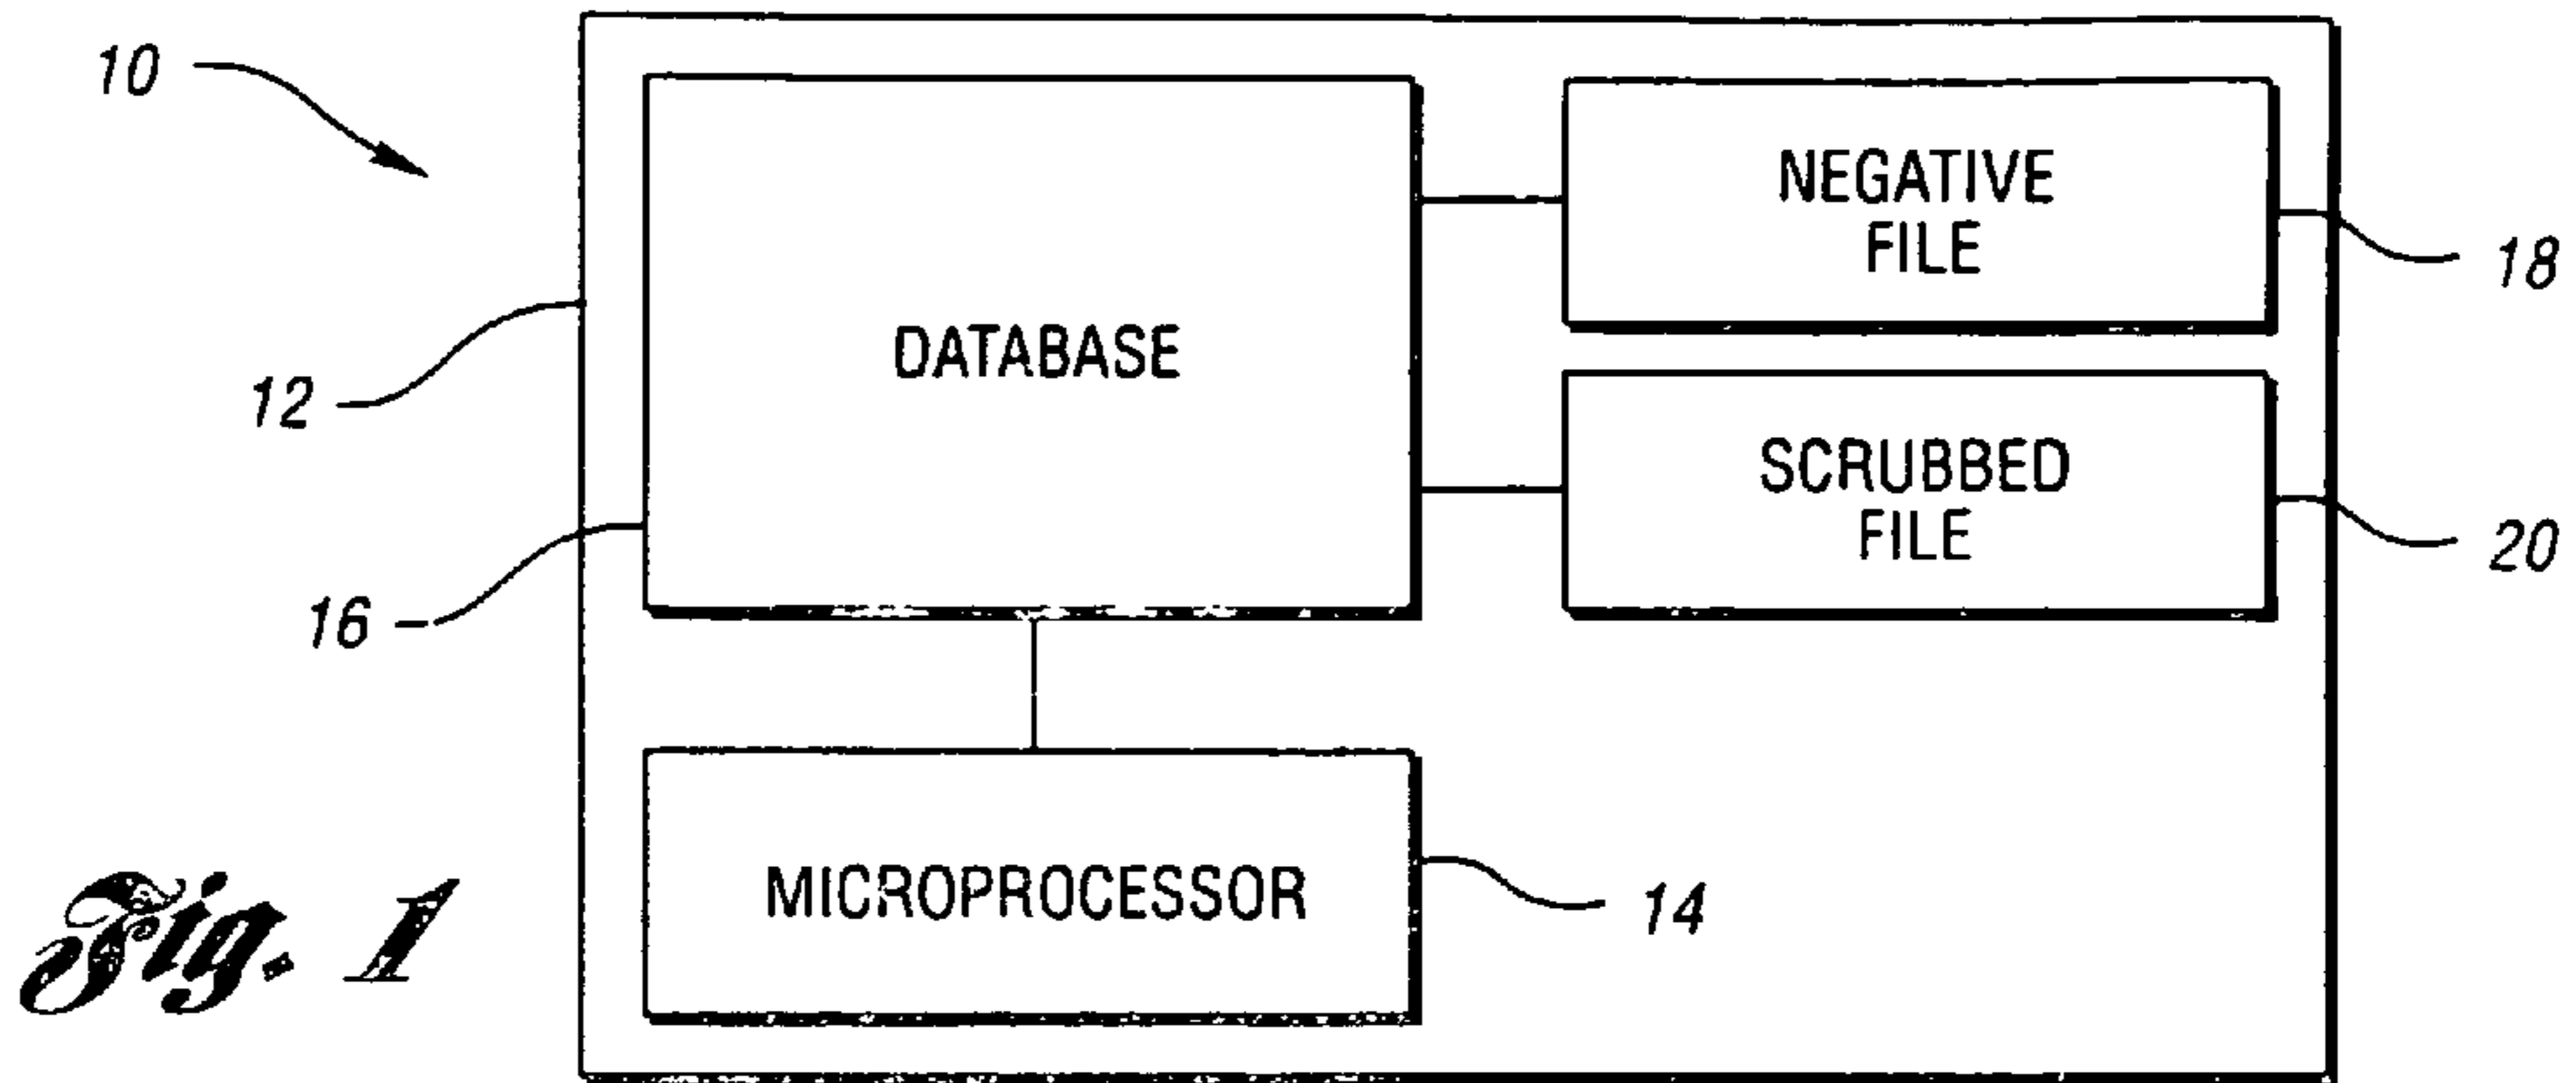 10
NEGATIVE
FILE
18
DATABASE
12
SCRUBBED
FILE
20
16
MICROPROCESSOR
14
Fig. 1